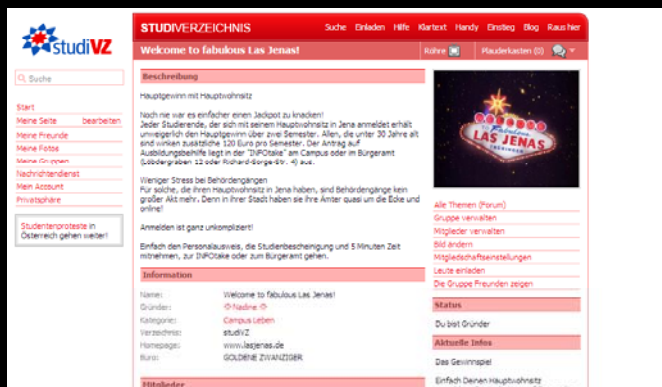 studiVZ
STUDIVERZEICHNIS
Suche Einladen Hilfe Klartext Handy Einstieg Blog Raus hier
Welcome to fabulous Las Jenas!
Röhre Plauderkasten (0)
Suche
Start
Meine Seite bearbeiten
Meine Freunde
Meine Fotos
Meine Gruppen
Nachrichtendienst
Mein Account
Privatsphäre
Studentenproteste in
Österreich gehen weiter!
Beschreibung
Hauptgewinn mit Hauptwohnsitz
Noch nie war es einfacher einen Jackpot zu knacken!
Jeder Studierende, der sich mit seinem Hauptwohnsitz in Jena anmeldet erhält
unweigerlich den Hauptgewinn über zwei Semester. Allen, die unter 30 Jahre alt
sind winken zusätzliche 120 Euro pro Semester. Der Antrag auf
Ausbildungsbeihilfe liegt in der "INFOtake" am Campus oder im Bürgeramt
(Löbdergraben 12 oder Richard-Sorge-Str. 4) aus.
Weniger Stress bei Behördengängen
Für solche, die ihren Hauptwohnsitz in Jena haben, sind Behördengänge kein
großer Akt mehr. Denn in ihrer Stadt haben sie ihre Ämter quasi um die Ecke und
online!
Anmelden ist ganz unkompliziert!
Einfach den Personalausweis, die Studienbescheinigung und 5 Minuten Zeit
mitnehmen, zur INFOtake oder zum Bürgeramt gehen.
Information
Name: Welcome to fabulous Las Jenas!
Gründer: Nadine
Kategorie: Campus Leben
Verzeichnis: studiVZ
Homepage: www.lasjenas.de
Büro: GOLDENE ZWANZIGER
Mitglieder
TO Fabulous
LAS JENAS
THÜRINGEN
Alle Themen (Forum)
Gruppe verwalten
Mitglieder verwalten
Bild ändern
Mitgliedschaftseinstellungen
Leute einladen
Die Gruppe Freunden zeigen
Status
Du bist Gründer
Aktuelle Infos
Das Gewinnspiel
Einfach Deinen Hauptwohnsitz